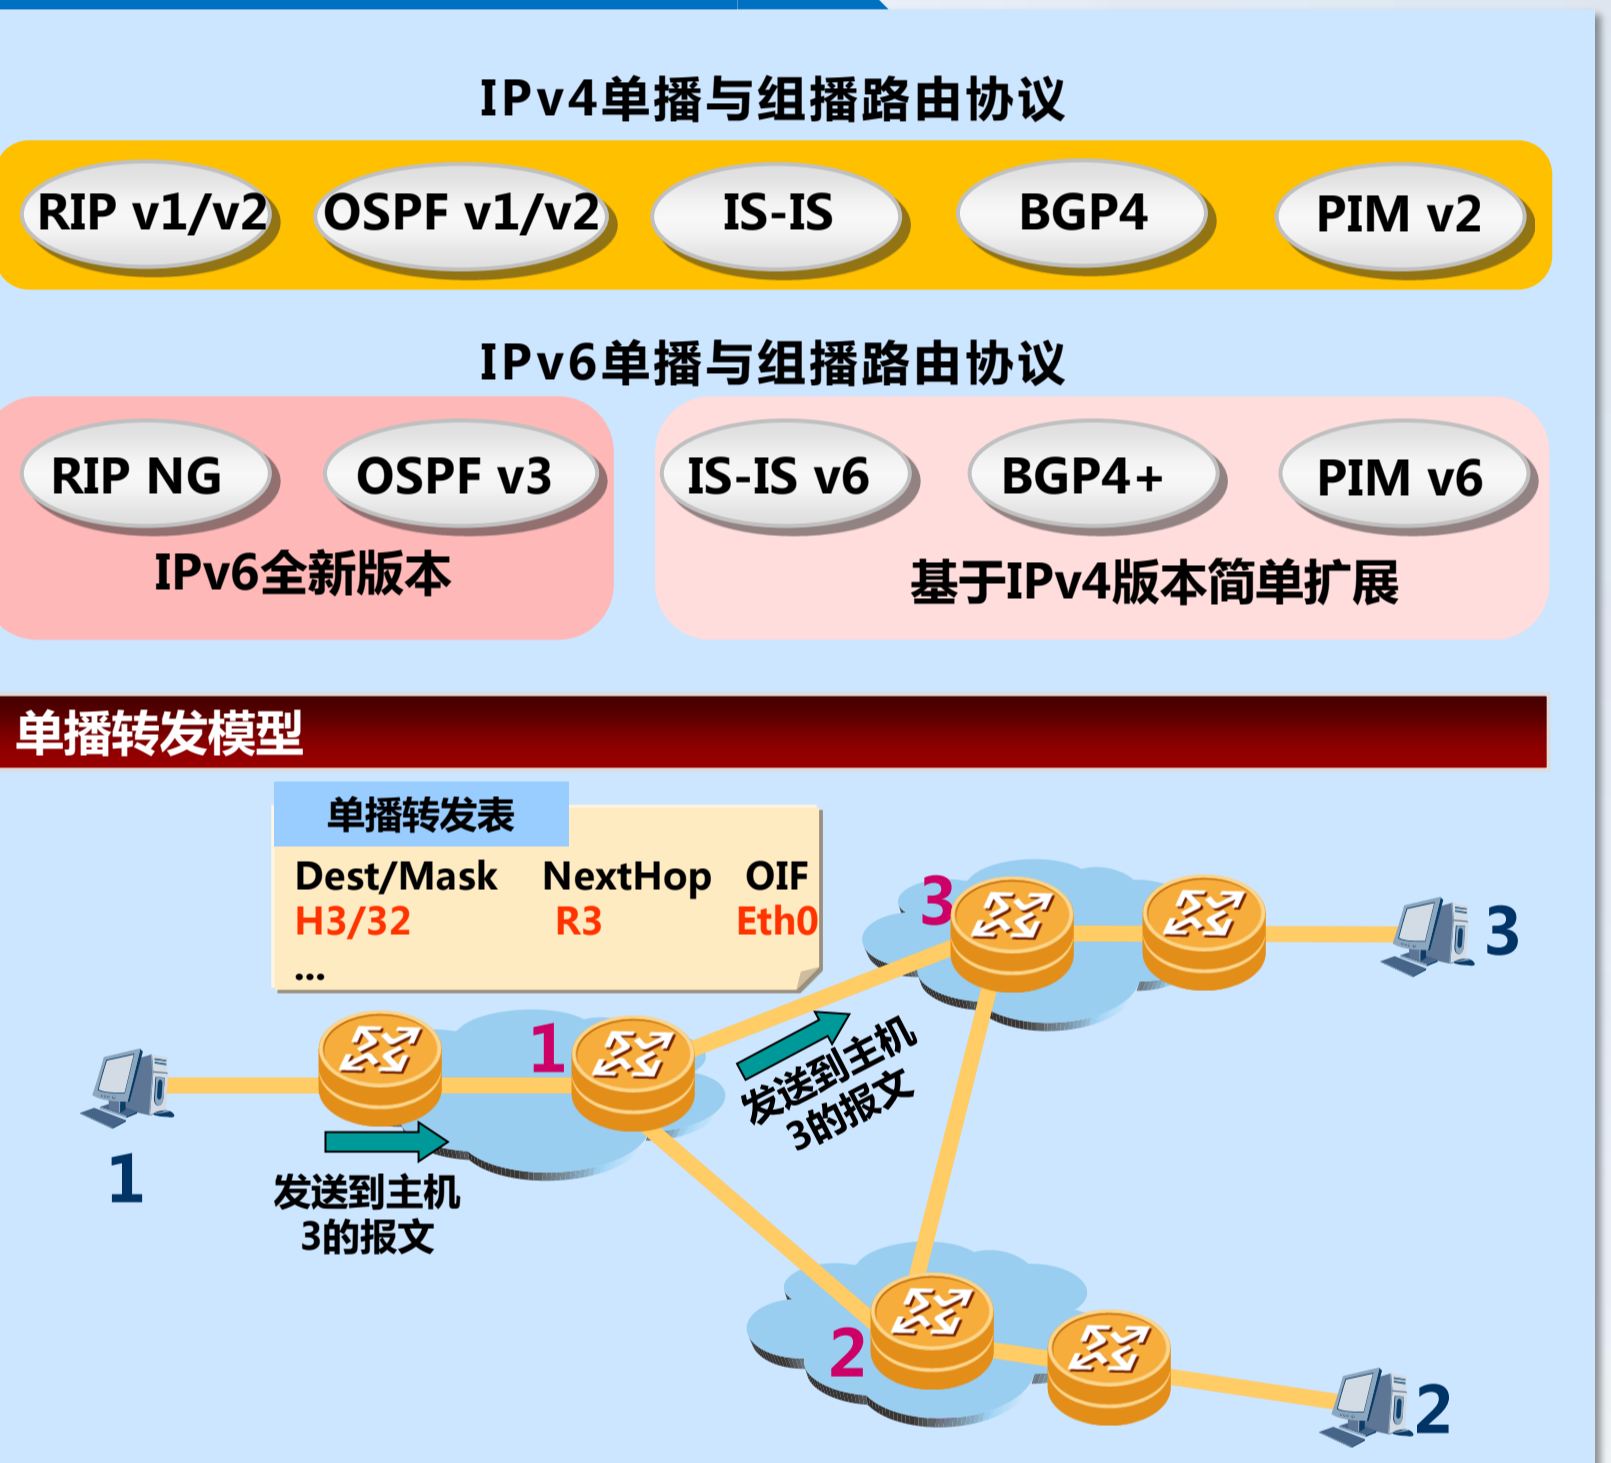 IPv4单播与组播路由协议
RIP v1/v2 OSPF v1/v2 IS-IS BGP4 PIM v2
IPv6单播与组播路由协议
RIP NG OSPF v3 IS-IS v6 BGP4+ PIM v6
IPv6全新版本
基于IPv4版本简单扩展
单播转发模型
单播转发表
Dest/Mask NextHop OIF
H3/32 R3 Eth0
...
3
3
1
发送到主机
3的报文
1
发送到主机
3的报文
2
2